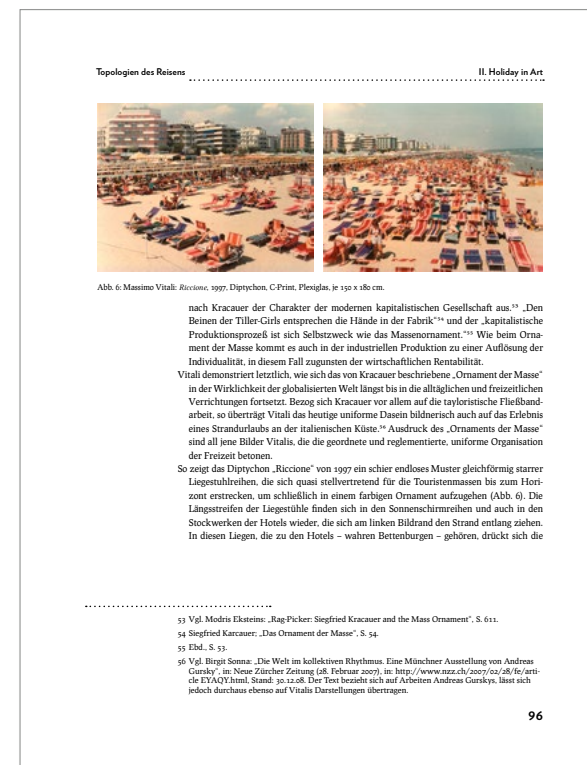 Topologien des Reisens
II. Holiday in Art
Abb. 6: Massimo Vitali: Riccione, 1997, Diptychon, C-Print, Plexiglas, je 150 x 180 cm.
nach Kracauer der Charakter der modernen kapitalistischen Gesellschaft aus.⁵³ „Den
Beinen der Tiller-Girls entsprechen die Hände in der Fabrik“⁵⁴ und der „kapitalistische
Produktionsprozeß ist sich Selbstzweck wie das Massenornament.“⁵⁵ Wie beim Orna-
ment der Masse kommt es auch in der industriellen Produktion zu einer Auflösung der
Individualität, in diesem Fall zugunsten der wirtschaftlichen Rentabilität.
Vitali demonstriert letztlich, wie sich das von Kracauer beschriebene „Ornament der Masse“
in der Wirklichkeit der globalisierten Welt längst bis in die alltäglichen und freizeitlichen
Verrichtungen fortsetzt. Bezog sich Kracauer vor allem auf die tayloristische Fließband-
arbeit, so überträgt Vitali das heutige uniforme Dasein bildnerisch auch auf das Erlebnis
eines Strandurlaubs an der italienischen Küste.⁵⁶ Ausdruck des „Ornaments der Masse“
sind all jene Bilder Vitalis, die die geordnete und reglementierte, uniforme Organisation
der Freizeit betonen.
So zeigt das Diptychon „Riccione“ von 1997 ein schier endloses Muster gleichförmig starrer
Liegestuhlreihen, die sich quasi stellvertretend für die Touristenmassen bis zum Hori-
zont erstrecken, um schließlich in einem farbigen Ornament aufzugehen (Abb. 6). Die
Längsstreifen der Liegestühle finden sich in den Sonnenschirmreihen und auch in den
Stockwerken der Hotels wieder, die sich am linken Bildrand den Strand entlang ziehen.
In diesen Liegen, die zu den Hotels – wahren Bettenburgen – gehören, drückt sich die
53 Vgl. Modris Eksteins: „Rag-Picker: Siegfried Kracauer and the Mass Ornament“, S. 611.
54 Siegfried Karcauer; „Das Ornament der Masse“, S. 54.
55 Ebd., S. 53.
56 Vgl. Birgit Sonna: „Die Welt im kollektiven Rhythmus. Eine Münchner Ausstellung von Andreas
Gursky“, in: Neue Zürcher Zeitung (28. Februar 2007), in: http://www.nzz.ch/2007/02/28/fe/arti-
cle EYAQY.html, Stand: 30.12.08. Der Text bezieht sich auf Arbeiten Andreas Gurskys, lässt sich
jedoch durchaus ebenso auf Vitalis Darstellungen übertragen.
96